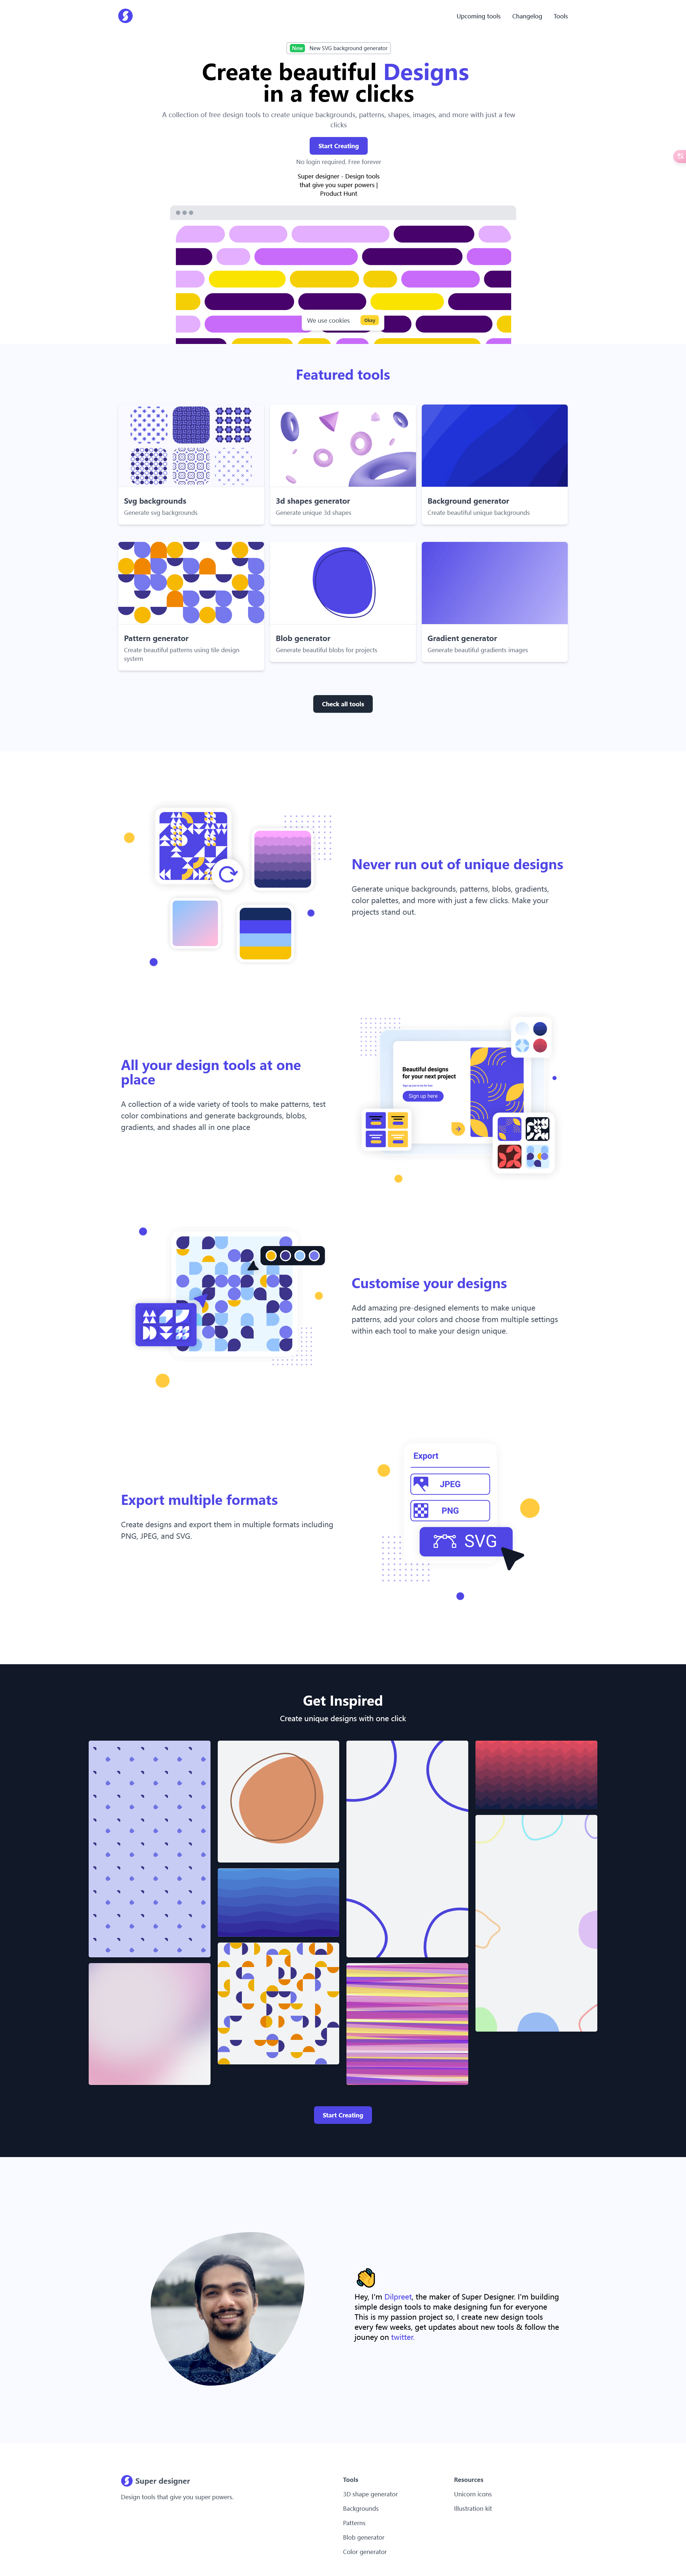 Upcoming tools Changelog Tools
New New SVG background generator
Create beautiful Designs
in a few clicks
A collection of free design tools to create unique backgrounds, patterns, shapes, images, and more with just a few
clicks
Start Creating
No login required. Free forever
Super designer - Design tools
that give you super powers |
Product Hunt
We use cookies Okay
Featured tools
Svg backgrounds
Generate svg backgrounds
3d shapes generator
Generate unique 3d shapes
Background generator
Create beautiful unique backgrounds
Pattern generator
Create beautiful patterns using tile design
system
Blob generator
Generate beautiful blobs for projects
Gradient generator
Generate beautiful gradients images
Check all tools
Never run out of unique designs
Generate unique backgrounds, patterns, blobs, gradients,
color palettes, and more with just a few clicks. Make your
projects stand out.
All your design tools at one
place
A collection of a wide variety of tools to make patterns, test
color combinations and generate backgrounds, blobs,
gradients, and shades all in one place
Beautiful designs
for your next project
Sign up here
Customise your designs
Add amazing pre-designed elements to make unique
patterns, add your colors and choose from multiple settings
within each tool to make your design unique.
Export multiple formats
Create designs and export them in multiple formats including
PNG, JPEG, and SVG.
Export
JPEG
PNG
SVG
Get Inspired
Create unique designs with one click
Start Creating
Hey, I'm Dilpreet, the maker of Super Designer. I'm building
simple design tools to make designing fun for everyone
This is my passion project so, I create new design tools
every few weeks, get updates about new tools & follow the
jouney on twitter.
Super designer
Design tools that give you super powers.
Tools
3D shape generator
Backgrounds
Patterns
Blob generator
Color generator
Resources
Unicorn icons
Illustration kit